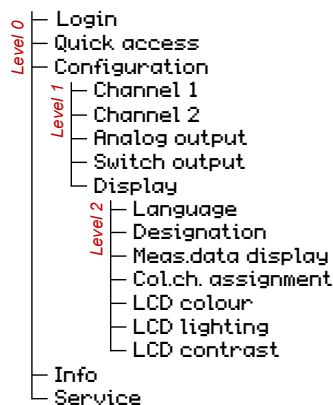 Level 0
Login
Quick access
Configuration
Level 1
Channel 1
Channel 2
Analog output
Switch output
Display
Level 2
Language
Designation
Meas.data display
Col.ch. assignment
LCD colour
LCD lighting
LCD contrast
Info
Service